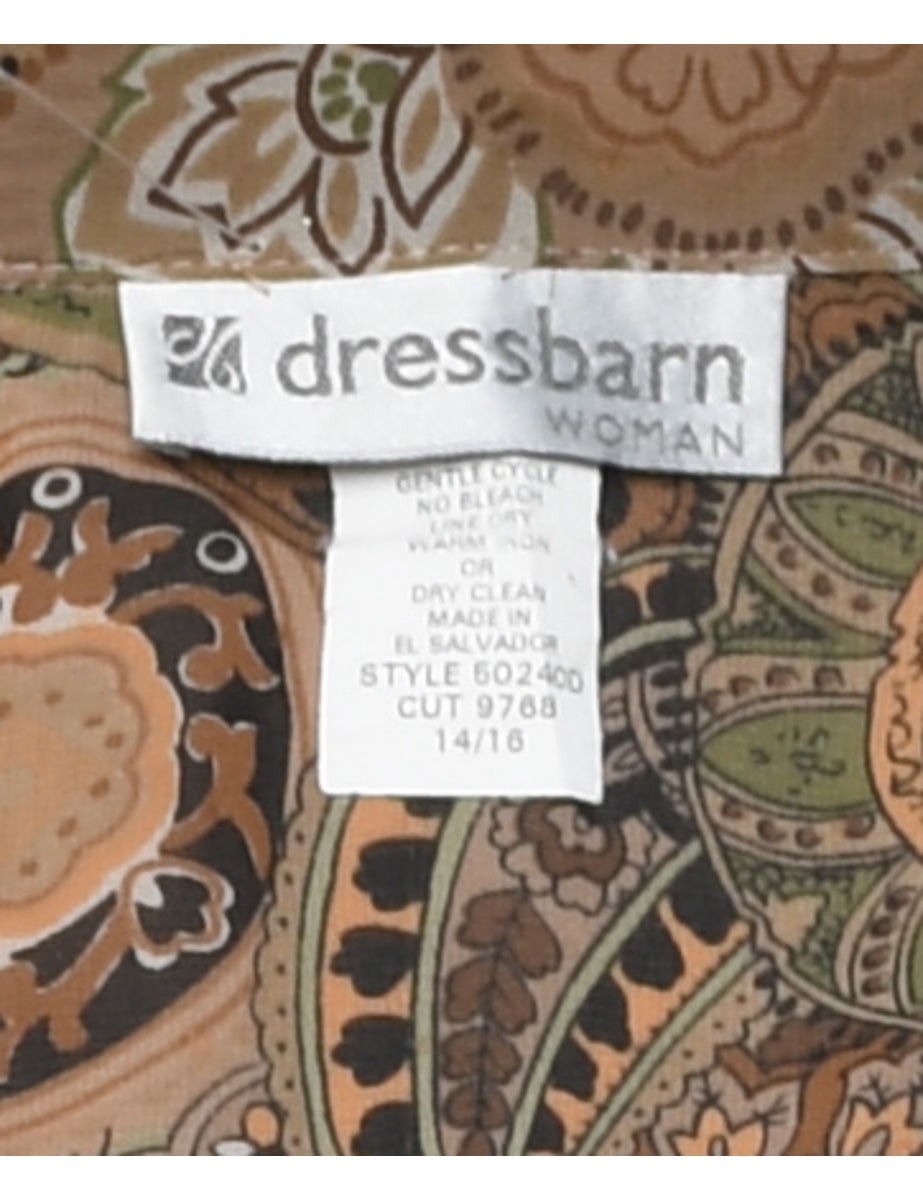 dressbarn
WOMAN
GENTLE CYCLE
NO BLEACH
LINE DRY
WARM IRON
OR
DRY CLEAN
MADE IN
EL SALVADOR
STYLE 502400
CUT 9768
14/16